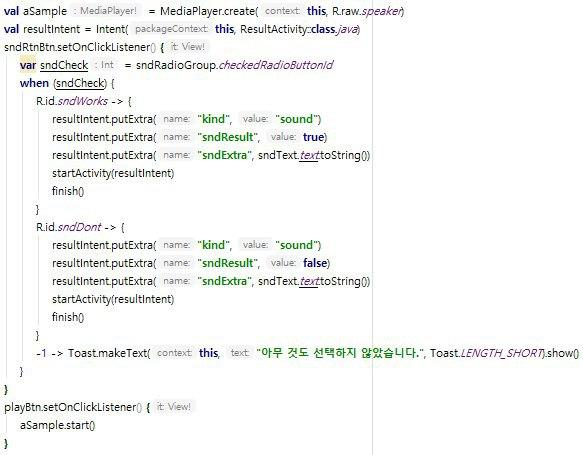 val aSample : MediaPlayer! = MediaPlayer.create( context: this, R.raw.speaker)
val resultIntent = Intent( packageContext: this, ResultActivity::class.java)
sndRtnBtn.setOnClickListener() { it: View!
var sndCheck : Int = sndRadioGroup.checkedRadioButtonId
when (sndCheck) {
R.id.sndWorks -> {
resultIntent.putExtra( name: "kind", value: "sound")
resultIntent.putExtra( name: "sndResult", value: true)
resultIntent.putExtra( name: "sndExtra", sndText.text.toString())
startActivity(resultIntent)
finish()
}
R.id.sndDont -> {
resultIntent.putExtra( name: "kind", value: "sound")
resultIntent.putExtra( name: "sndResult", value: false)
resultIntent.putExtra( name: "sndExtra", sndText.text.toString())
startActivity(resultIntent)
finish()
}
-1 -> Toast.makeText( context: this, text: "아무 것도 선택하지 않았습니다.", Toast.LENGTH_SHORT).show()
}
}
playBtn.setOnClickListener() { it: View!
aSample.start()
}